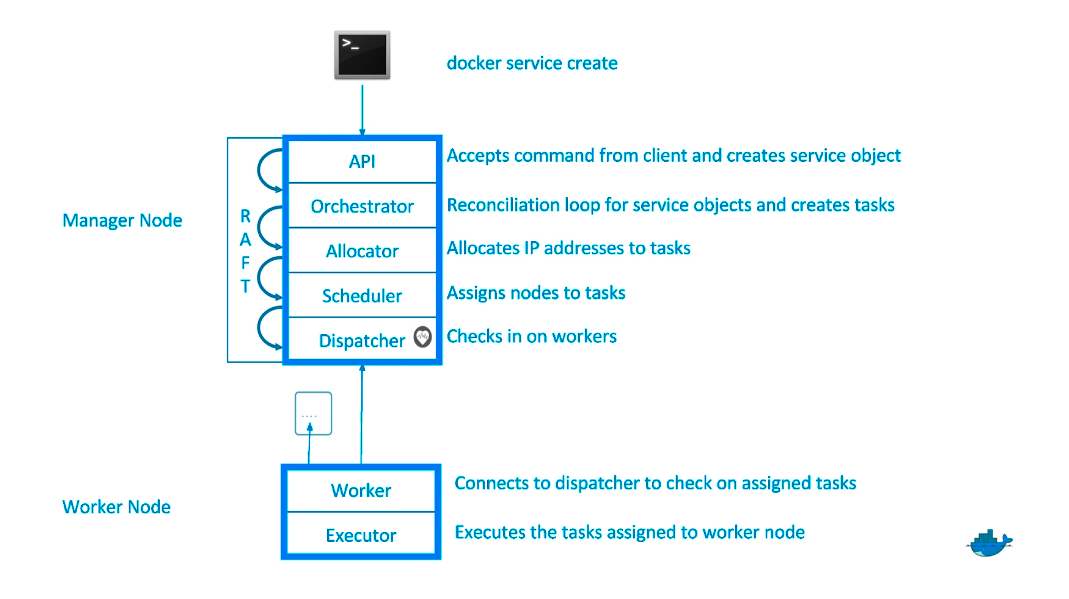 >_
docker service create
API
Accepts command from client and creates service object
Manager Node
R
A
F
T
Orchestrator
Reconciliation loop for service objects and creates tasks
Allocator
Allocates IP addresses to tasks
Scheduler
Assigns nodes to tasks
Dispatcher
Checks in on workers
....
Worker Node
Worker
Connects to dispatcher to check on assigned tasks
Executor
Executes the tasks assigned to worker node